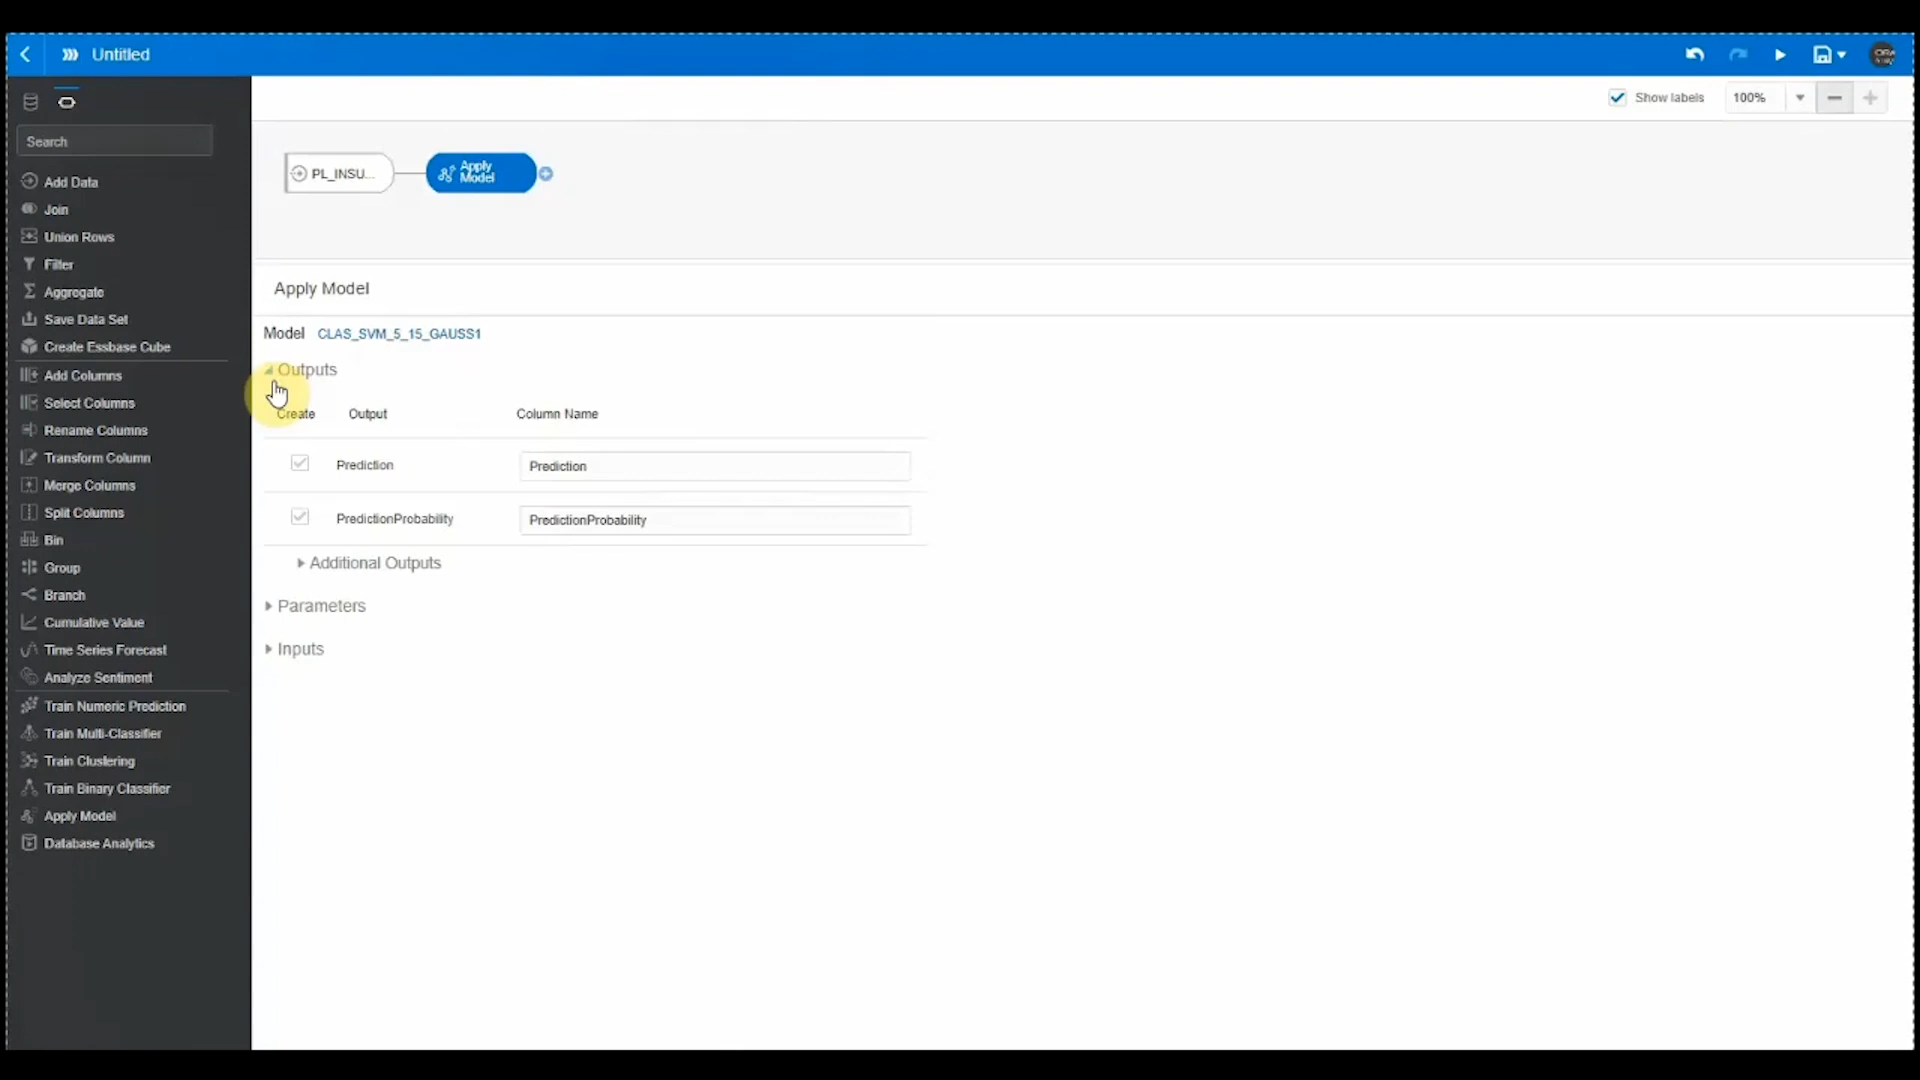 Untitled
Show labels
100%
Search
Add Data
Join
Union Rows
Filter
Aggregate
Save Data Set
Create Essbase Cube
Add Columns
Select Columns
Rename Columns
Transform Column
Merge Columns
Split Columns
Bin
Group
Branch
Cumulative Value
Time Series Forecast
Analyze Sentiment
Train Numeric Prediction
Train Multi-Classifier
Train Clustering
Train Binary Classifier
Apply Model
Database Analytics
PL_INSU...
Apply
Model
Apply Model
Model CLAS_SVM_5_15_GAUSS1
Outputs
Create Output Column Name
Prediction Prediction
PredictionProbability PredictionProbability
Additional Outputs
Parameters
Inputs